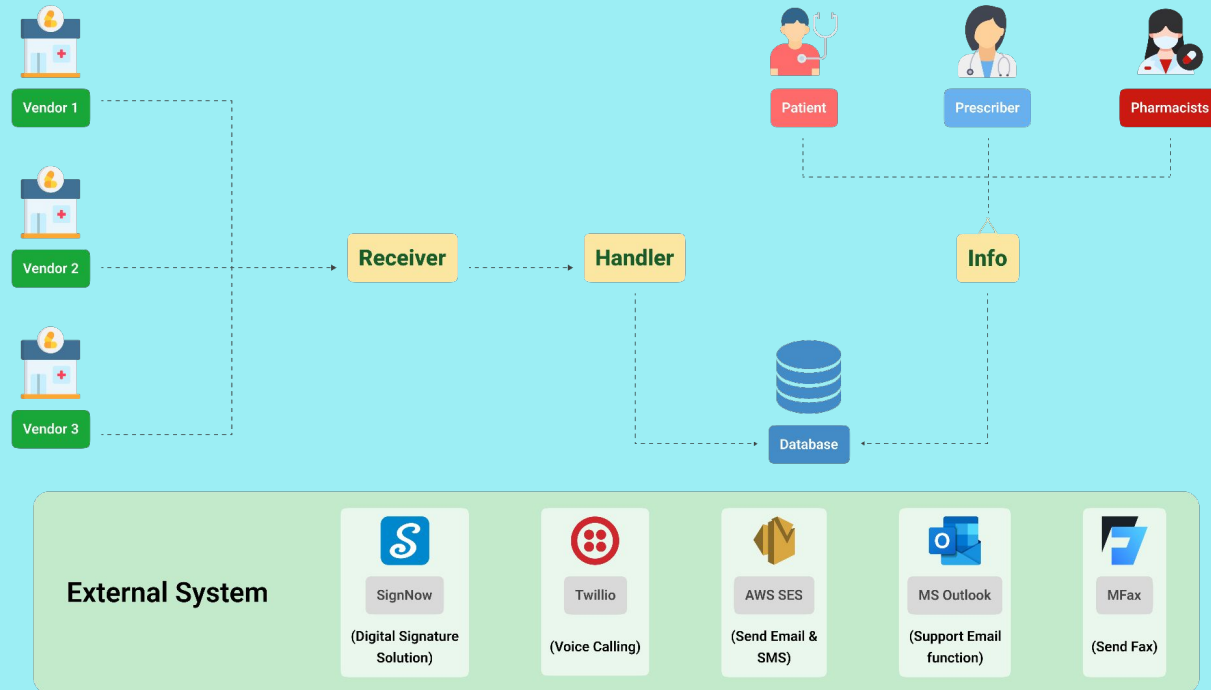 Vendor 1
Patient
Prescriber
Pharmacists
Vendor 2
Receiver
Handler
Info
Vendor 3
Database
External System
SignNow
(Digital Signature
Solution)
Twillio
(Voice Calling)
AWS SES
(Send Email &
SMS)
MS Outlook
(Support Email
function)
MFax
(Send Fax)